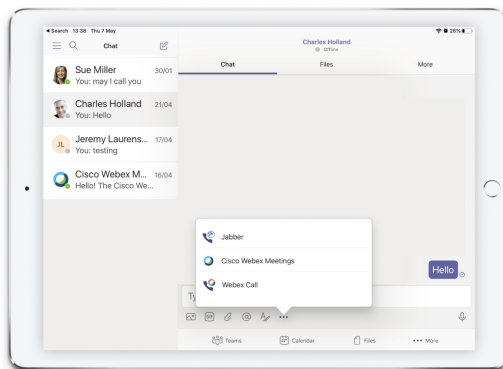 Search 13:38 Thu 7 May 26%
Chat
Charles Holland
Offline
Chat Files More
Sue Miller 30/01
You: may I call you
Charles Holland 21/04
You: Hello
JL Jeremy Laurens... 17/04
You: testing
Cisco Webex M... 16/04
Hello! The Cisco We...
Jabber
Cisco Webex Meetings
Webex Call
Hello
Ty
GIF
Teams Calendar Files More